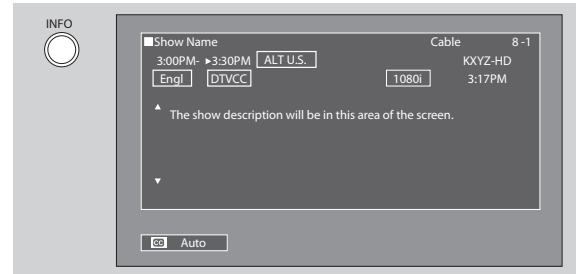 INFO
■Show Name Cable 8 -1
3:00PM- ►3:30PM ALT U.S. KXYZ-HD
Engl DTVCC 1080i 3:17PM
▲ The show description will be in this area of the screen.
▼
CC Auto